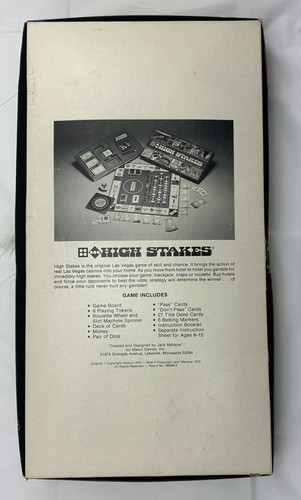 HIGH STAKES®
High Stakes is the original Las Vegas game of skill and chance. It brings the action of
real Las Vegas casinos into your home. As you move from hotel to hotel you gamble for
incredibly high stakes. You choose your game: blackjack, craps or roulette. Buy hotels
and force your opponents to beat the odds; strategy will determine the winner . . . of
course, a little luck never hurt any gambler!
GAME INCLUDES
• Game Board
• 6 Playing Tokens
• Roulette Wheel and
Slot Machine Spinner
• Deck of Cards
• Money
• Pair of Dice
• "Pass" Cards
• "Don't Pass" Cards
• 27 Title Deed Cards
• 6 Betting Markers
• Instruction Booklet
• Separate Instruction
Sheet for Ages 8-12
Created and Designed by Jack
for Games, Inc.
21573 Grenada Avenue, Lakeville, Minnesota 55044
All Rights Reserved